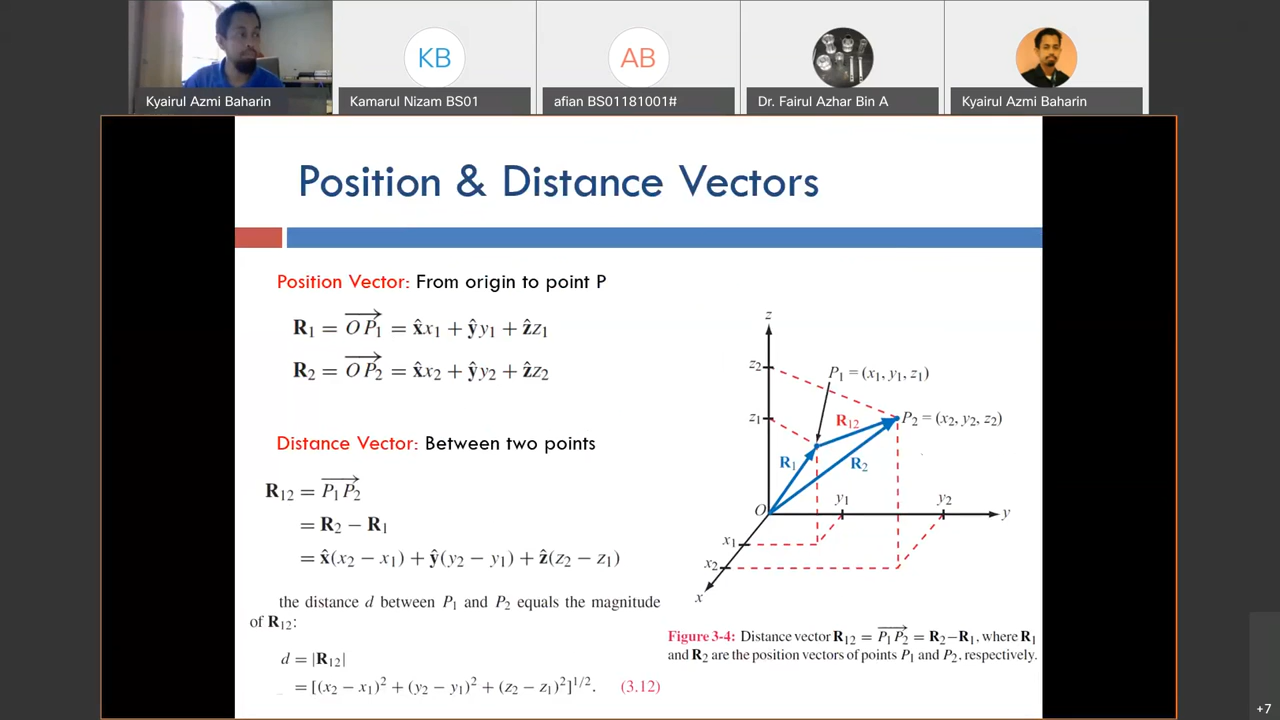 KB
AB
Kyairul Azmi Baharin
Kamarul Nizam BS01
afian BS01181001#
Dr. Fairul Azhar Bin A
Kyairul Azmi Baharin
Position & Distance Vectors
Position Vector: From origin to point P
R₁ = \overrightarrow{OP₁} = x̂x₁ + ŷy₁ + ẑz₁
R₂ = \overrightarrow{OP₂} = x̂x₂ + ŷy₂ + ẑz₂
Distance Vector: Between two points
R₁₂ = \overrightarrow{P₁P₂}
= R₂ − R₁
= x̂(x₂ − x₁) + ŷ(y₂ − y₁) + ẑ(z₂ − z₁)
the distance d between P₁ and P₂ equals the magnitude
of R₁₂:
d = |R₁₂|
= [(x₂ − x₁)² + (y₂ − y₁)² + (z₂ − z₁)²]^{1/2}. (3.12)
z
z₂
P₁ = (x₁, y₁, z₁)
z₁
R₁₂
P₂ = (x₂, y₂, z₂)
R₁
R₂
O
y₁
y₂
y
x₁
x₂
x
Figure 3-4: Distance vector R₁₂ = \overrightarrow{P₁P₂} = R₂−R₁, where R₁
and R₂ are the position vectors of points P₁ and P₂, respectively.
+7